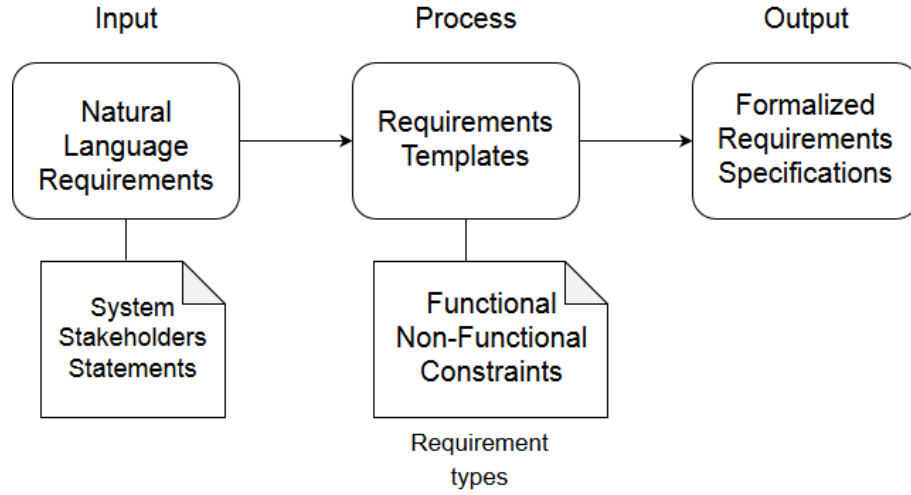 Input
Process
Output
Natural
Language
Requirements
Requirements
Templates
Formalized
Requirements
Specifications
System
Stakeholders
Statements
Functional
Non-Functional
Constraints
Requirement
types